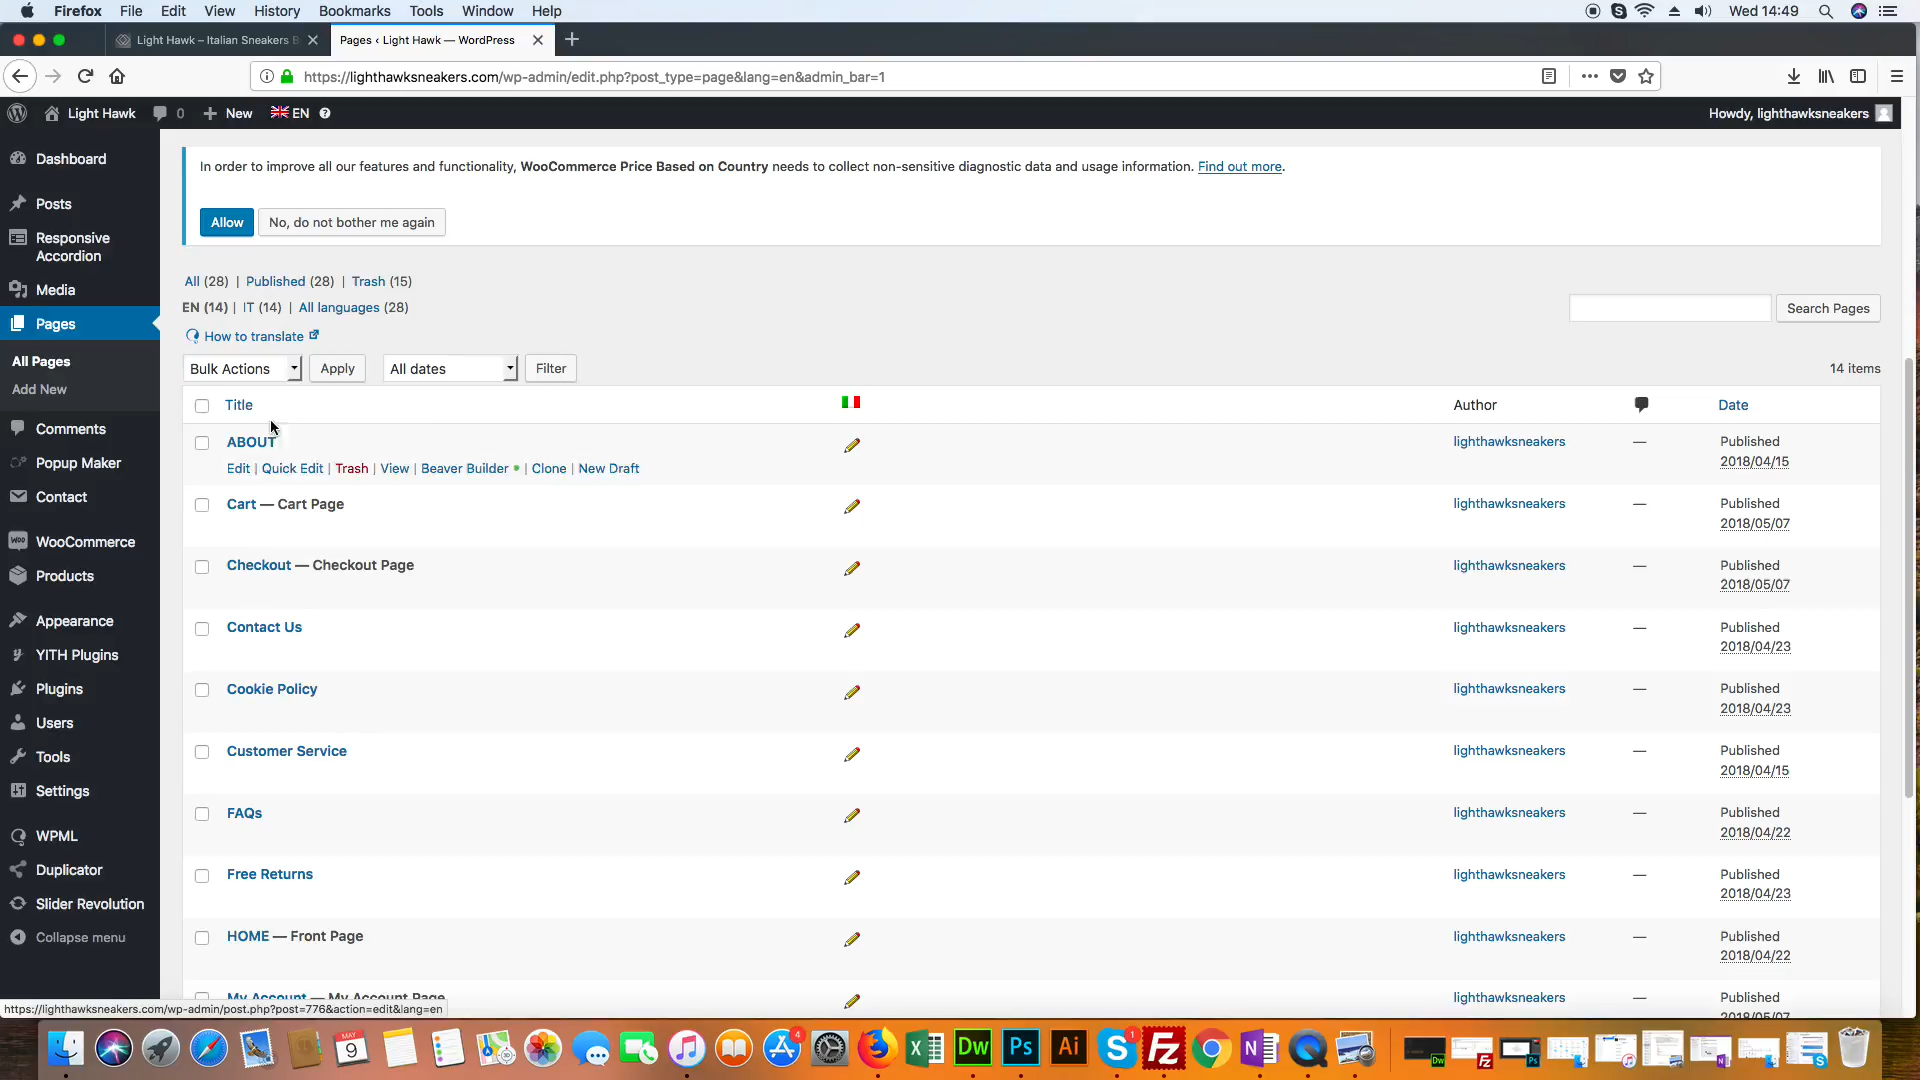 Firefox File Edit View History Bookmarks Tools Window Help Wed 14:49
Light Hawk – Italian Sneakers B Pages ‹ Light Hawk — WordPress
https://lighthawksneakers.com/wp-admin/edit.php?post_type=page&lang=en&admin_bar=1
Light Hawk 0 New EN Howdy, lighthawksneakers
Dashboard
Posts
Responsive
Accordion
Media
Pages
All Pages
Add New
Comments
Popup Maker
Contact
WooCommerce
Products
Appearance
YITH Plugins
Plugins
Users
Tools
Settings
WPML
Duplicator
Slider Revolution
Collapse menu
In order to improve all our features and functionality, WooCommerce Price Based on Country needs to collect non-sensitive diagnostic data and usage information. Find out more.
Allow No, do not bother me again
All (28) | Published (28) | Trash (15)
EN (14) | IT (14) | All languages (28)
Search Pages
How to translate
Bulk Actions Apply All dates Filter 14 items
Title Author Date
ABOUT lighthawksneakers — Published
2018/04/15
Edit | Quick Edit | Trash | View | Beaver Builder | Clone | New Draft
Cart — Cart Page lighthawksneakers — Published
2018/05/07
Checkout — Checkout Page lighthawksneakers — Published
2018/05/07
Contact Us lighthawksneakers — Published
2018/04/23
Cookie Policy lighthawksneakers — Published
2018/04/23
Customer Service lighthawksneakers — Published
2018/04/15
FAQs lighthawksneakers — Published
2018/04/22
Free Returns lighthawksneakers — Published
2018/04/23
HOME — Front Page lighthawksneakers — Published
2018/04/22
My Account — My Account Page lighthawksneakers — Published
2018/05/07
https://lighthawksneakers.com/wp-admin/post.php?post=776&action=edit&lang=en
MAY
9
4
Dw Ps Ai 1 Fz